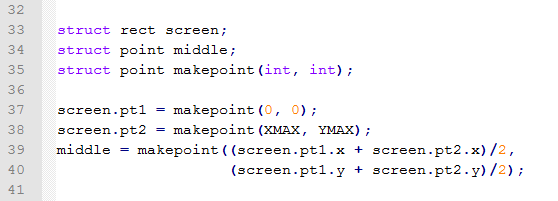 32
33 struct rect screen;
34 struct point middle;
35 struct point makepoint(int, int);
36
37 screen.pt1 = makepoint(0, 0);
38 screen.pt2 = makepoint(XMAX, YMAX);
39 middle = makepoint((screen.pt1.x + screen.pt2.x)/2,
40 (screen.pt1.y + screen.pt2.y)/2);
41